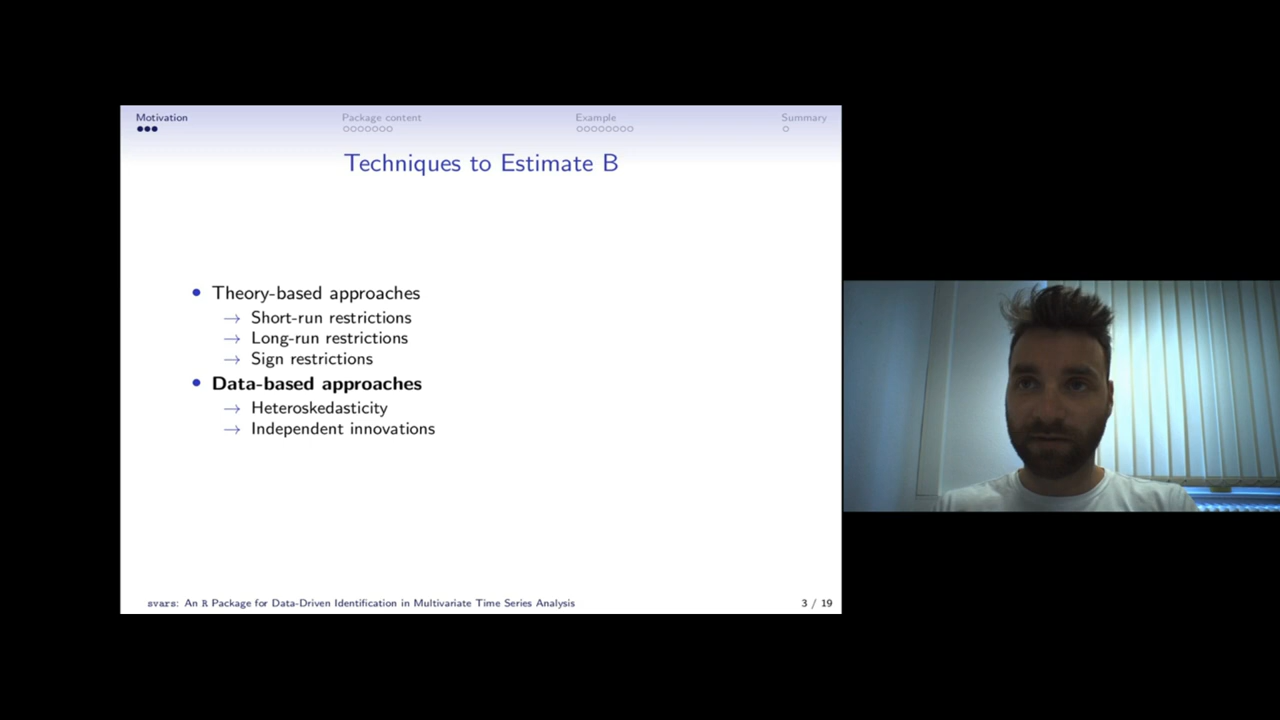 Motivation
Package content
Example
Summary
Techniques to Estimate B
• Theory-based approaches
→ Short-run restrictions
→ Long-run restrictions
→ Sign restrictions
• Data-based approaches
→ Heteroskedasticity
→ Independent innovations
svars: An R Package for Data-Driven Identification in Multivariate Time Series Analysis
3 / 19